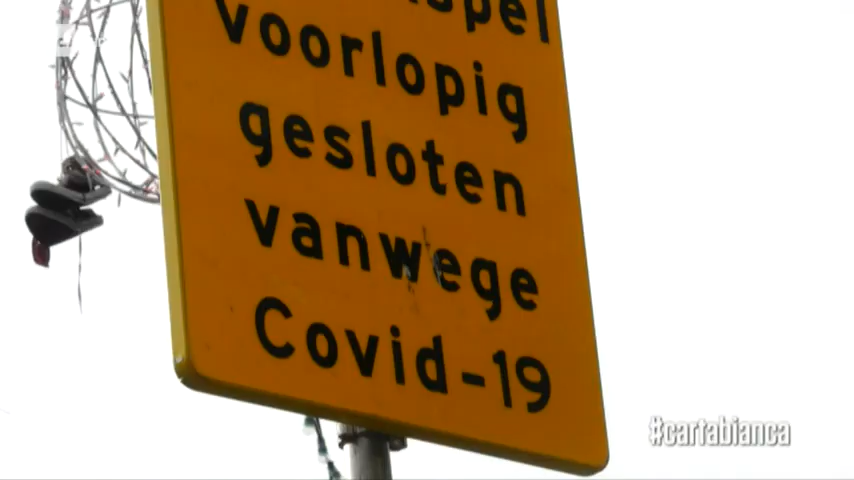 voorlopig
gesloten
vanwege
Covid-19
#cartabianca